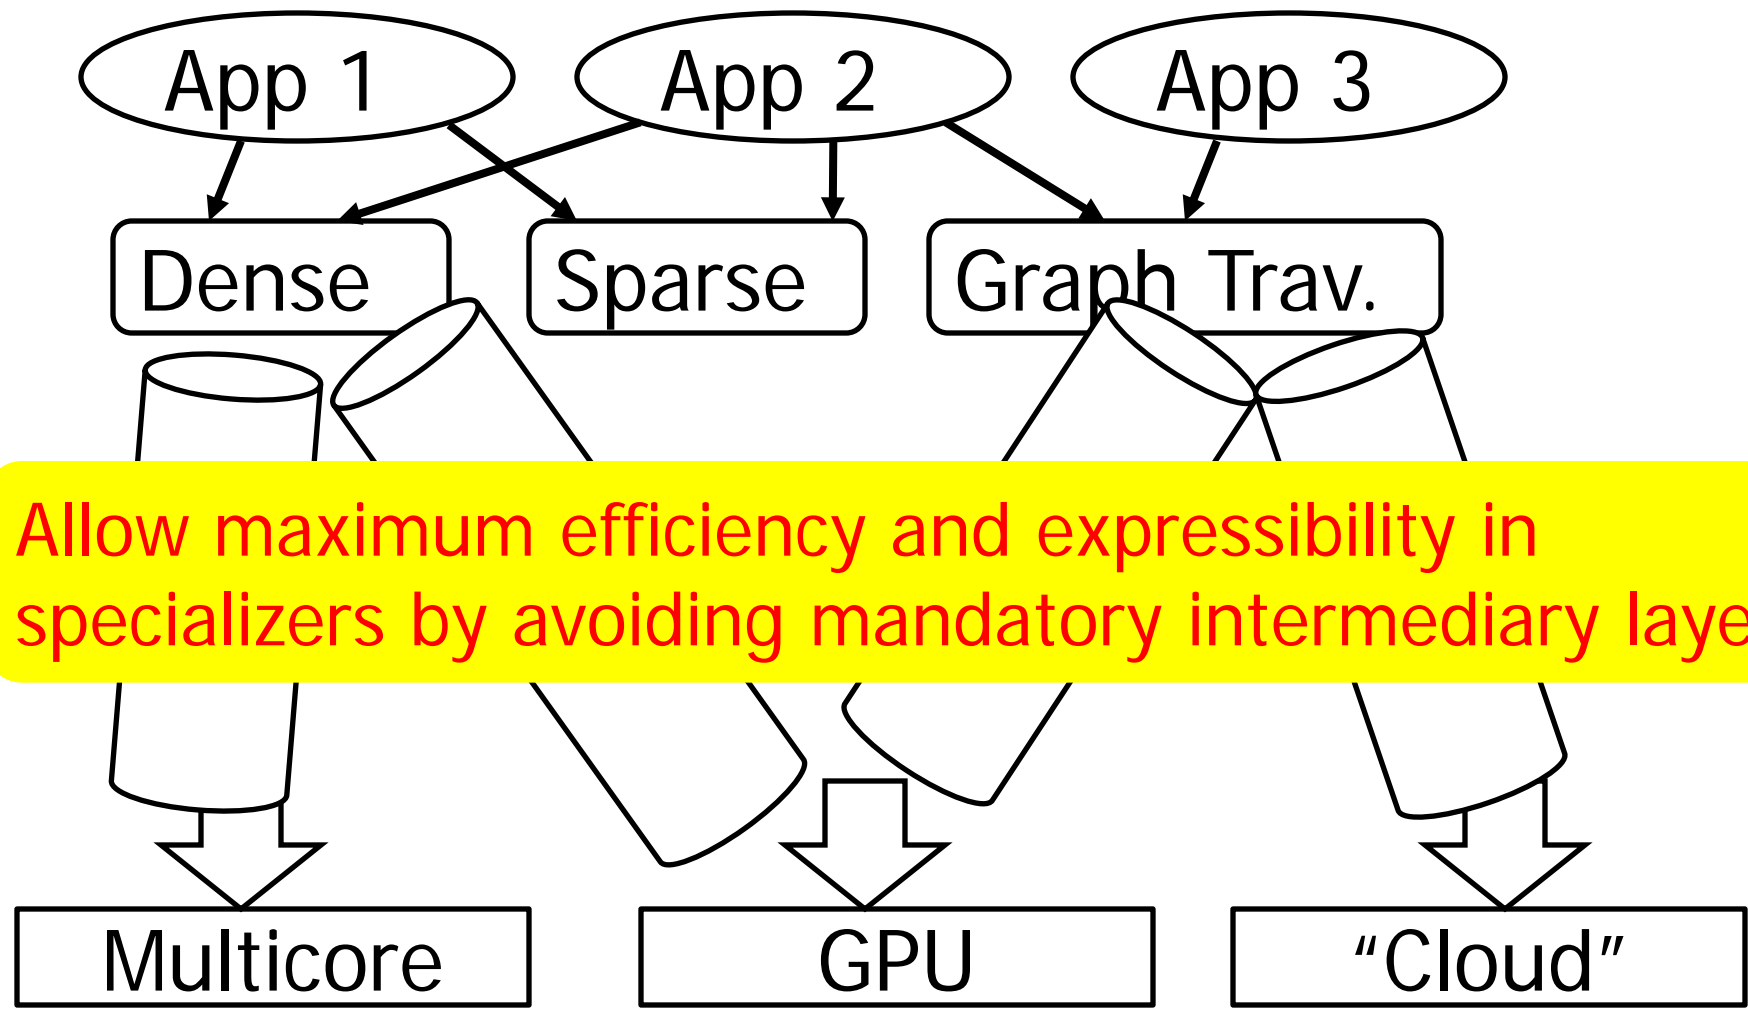 App 1
App 2
App 3
Dense
Sparse
Graph Trav.
Allow maximum efficiency and expressibility in
specializers by avoiding mandatory intermediary laye
Multicore
GPU
“Cloud”